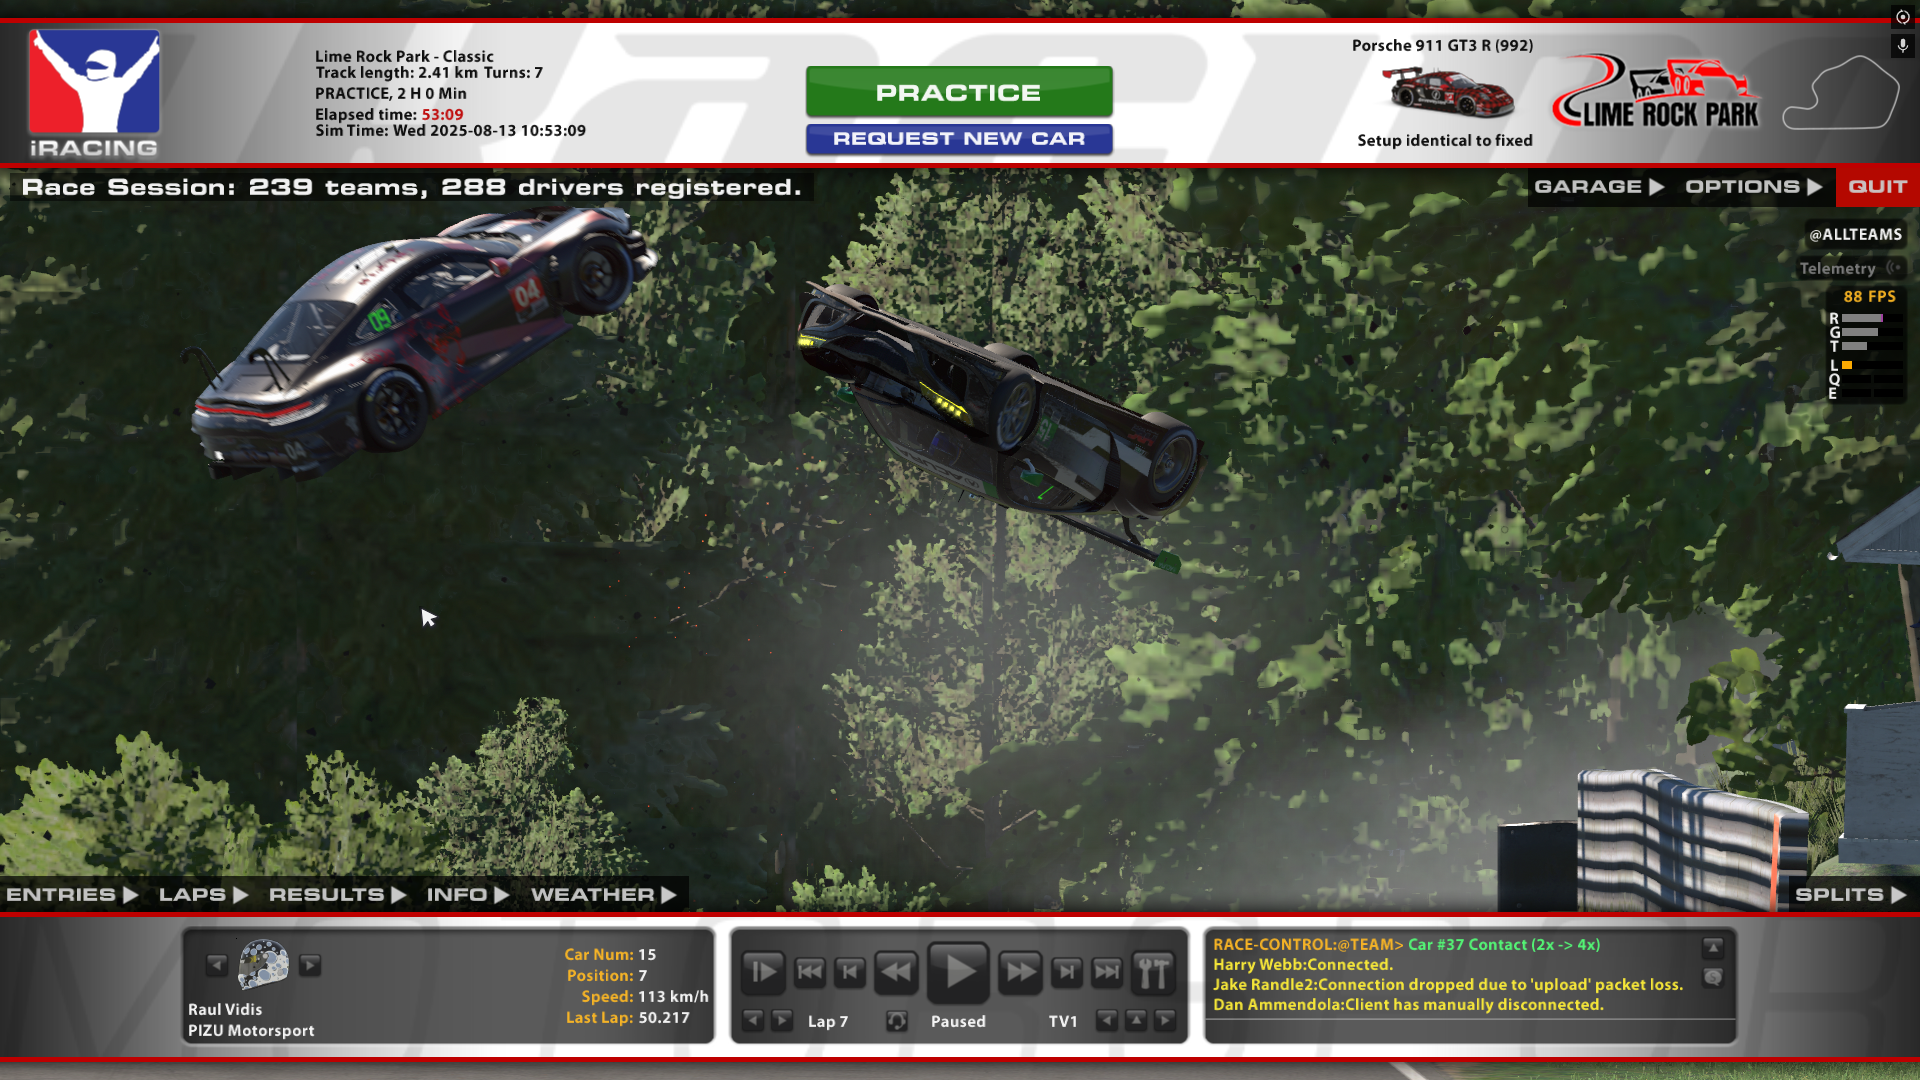 iRACING
Lime Rock Park - Classic
Track length: 2.41 km Turns: 7
PRACTICE, 2 H 0 Min
Elapsed time: 53:09
Sim Time: Wed 2025-08-13 10:53:09
PRACTICE
REQUEST NEW CAR
Porsche 911 GT3 R (992)
Setup identical to fixed
LIME ROCK PARK
Race Session: 239 teams, 288 drivers registered.
GARAGE
OPTIONS
QUIT
@ALLTEAMS
Telemetry
88 FPS
R
G
T
L
Q
E
04
09
04
ENTRIES
LAPS
RESULTS
INFO
WEATHER
SPLITS
Raul Vidis
PIZU Motorsport
Car Num: 15
Position: 7
Speed: 113 km/h
Last Lap: 50.217
Lap 7
Paused
TV1
RACE-CONTROL:@TEAM> Car #37 Contact (2x -> 4x)
Harry Webb:Connected.
Jake Randle2:Connection dropped due to 'upload' packet loss.
Dan Ammendola:Client has manually disconnected.